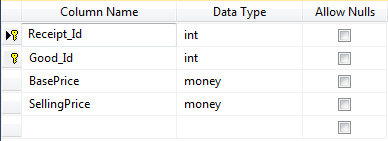 Column Name Data Type Allow Nulls
Receipt_Id int
Good_Id int
BasePrice money
SellingPrice money